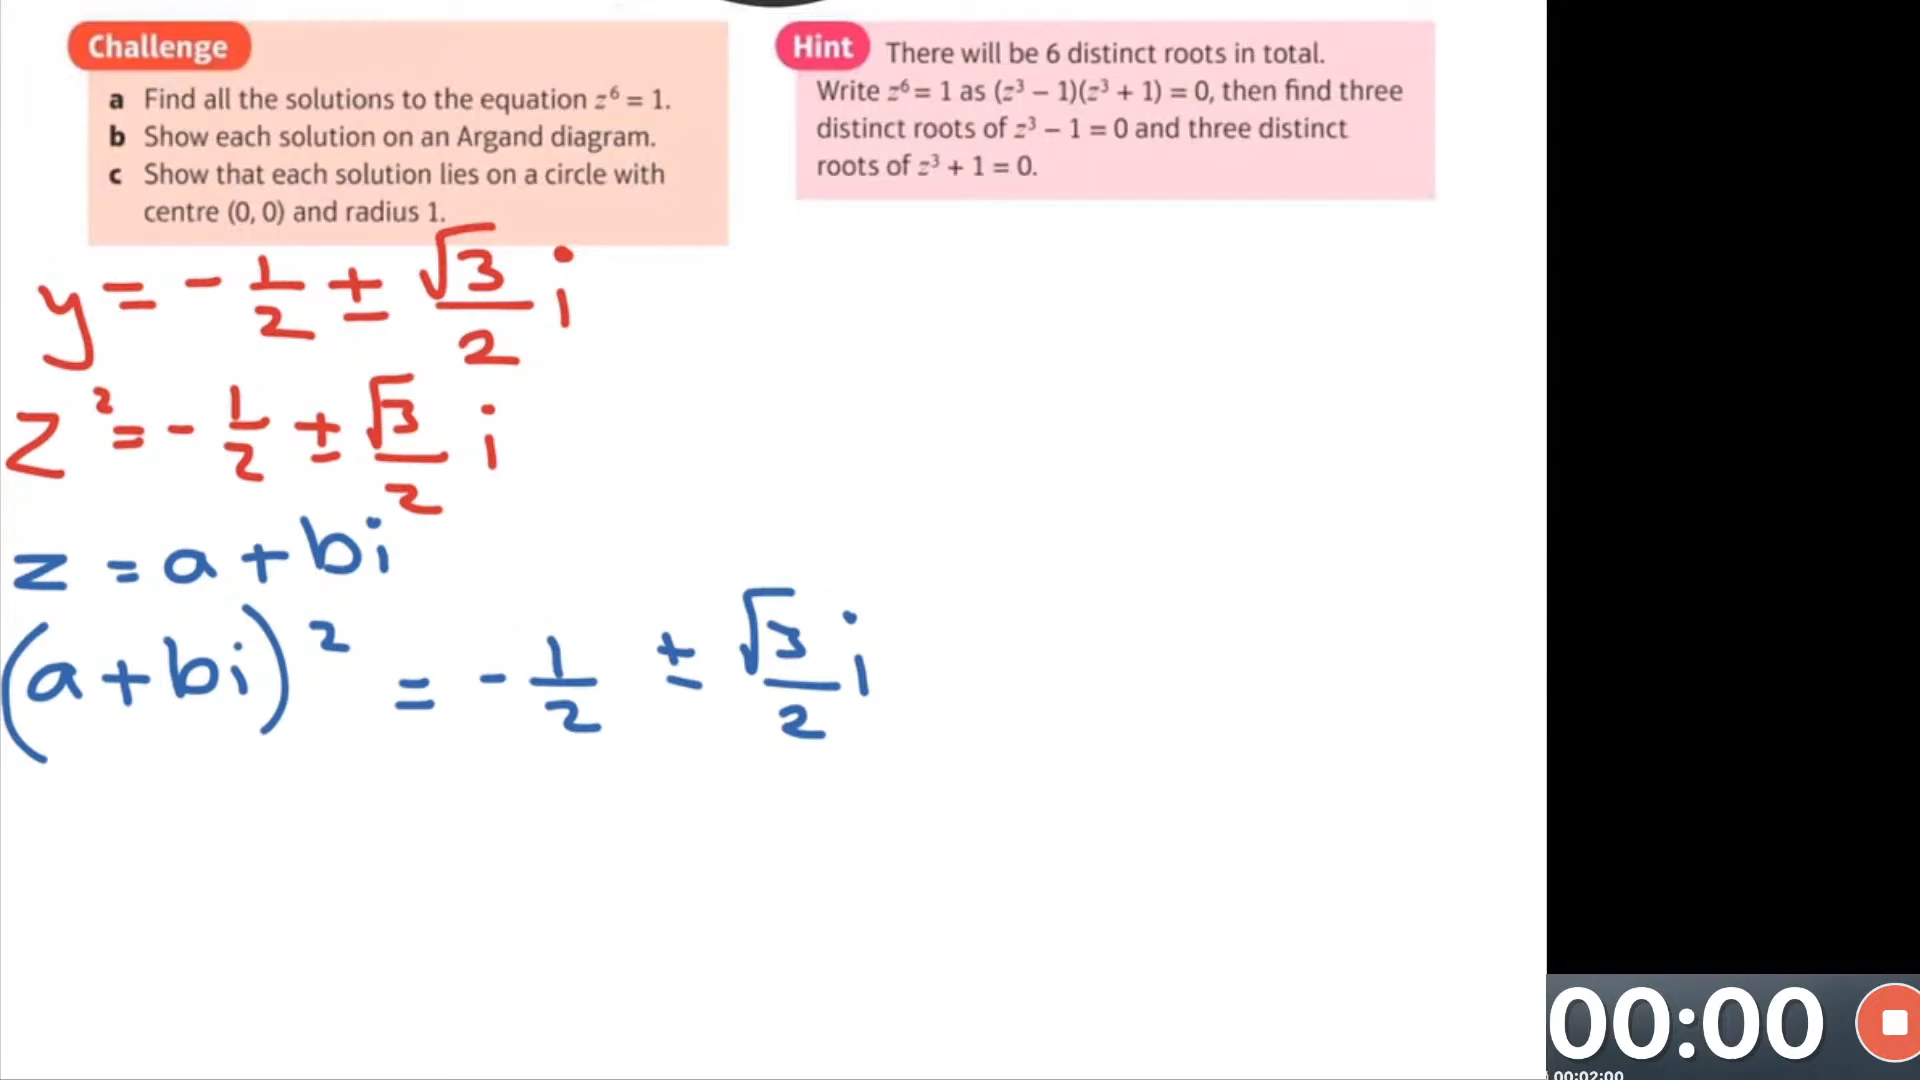 Challenge
a Find all the solutions to the equation z⁶ = 1.
b Show each solution on an Argand diagram.
c Show that each solution lies on a circle with
centre (0, 0) and radius 1.
Hint There will be 6 distinct roots in total.
Write z⁶ = 1 as (z³ − 1)(z³ + 1) = 0, then find three
distinct roots of z³ − 1 = 0 and three distinct
roots of z³ + 1 = 0.
y = - 1/2 ± √3/2 i
z² = - 1/2 ± √3/2 i
z = a + bi
(a + bi)² = - 1/2 ± √3/2 i
00:00
00:02:00